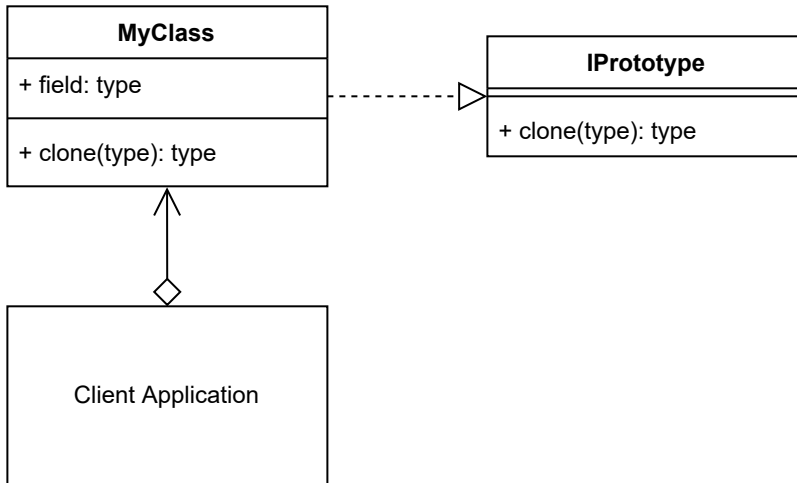 MyClass
+ field: type
+ clone(type): type
IPrototype
+ clone(type): type
Client Application